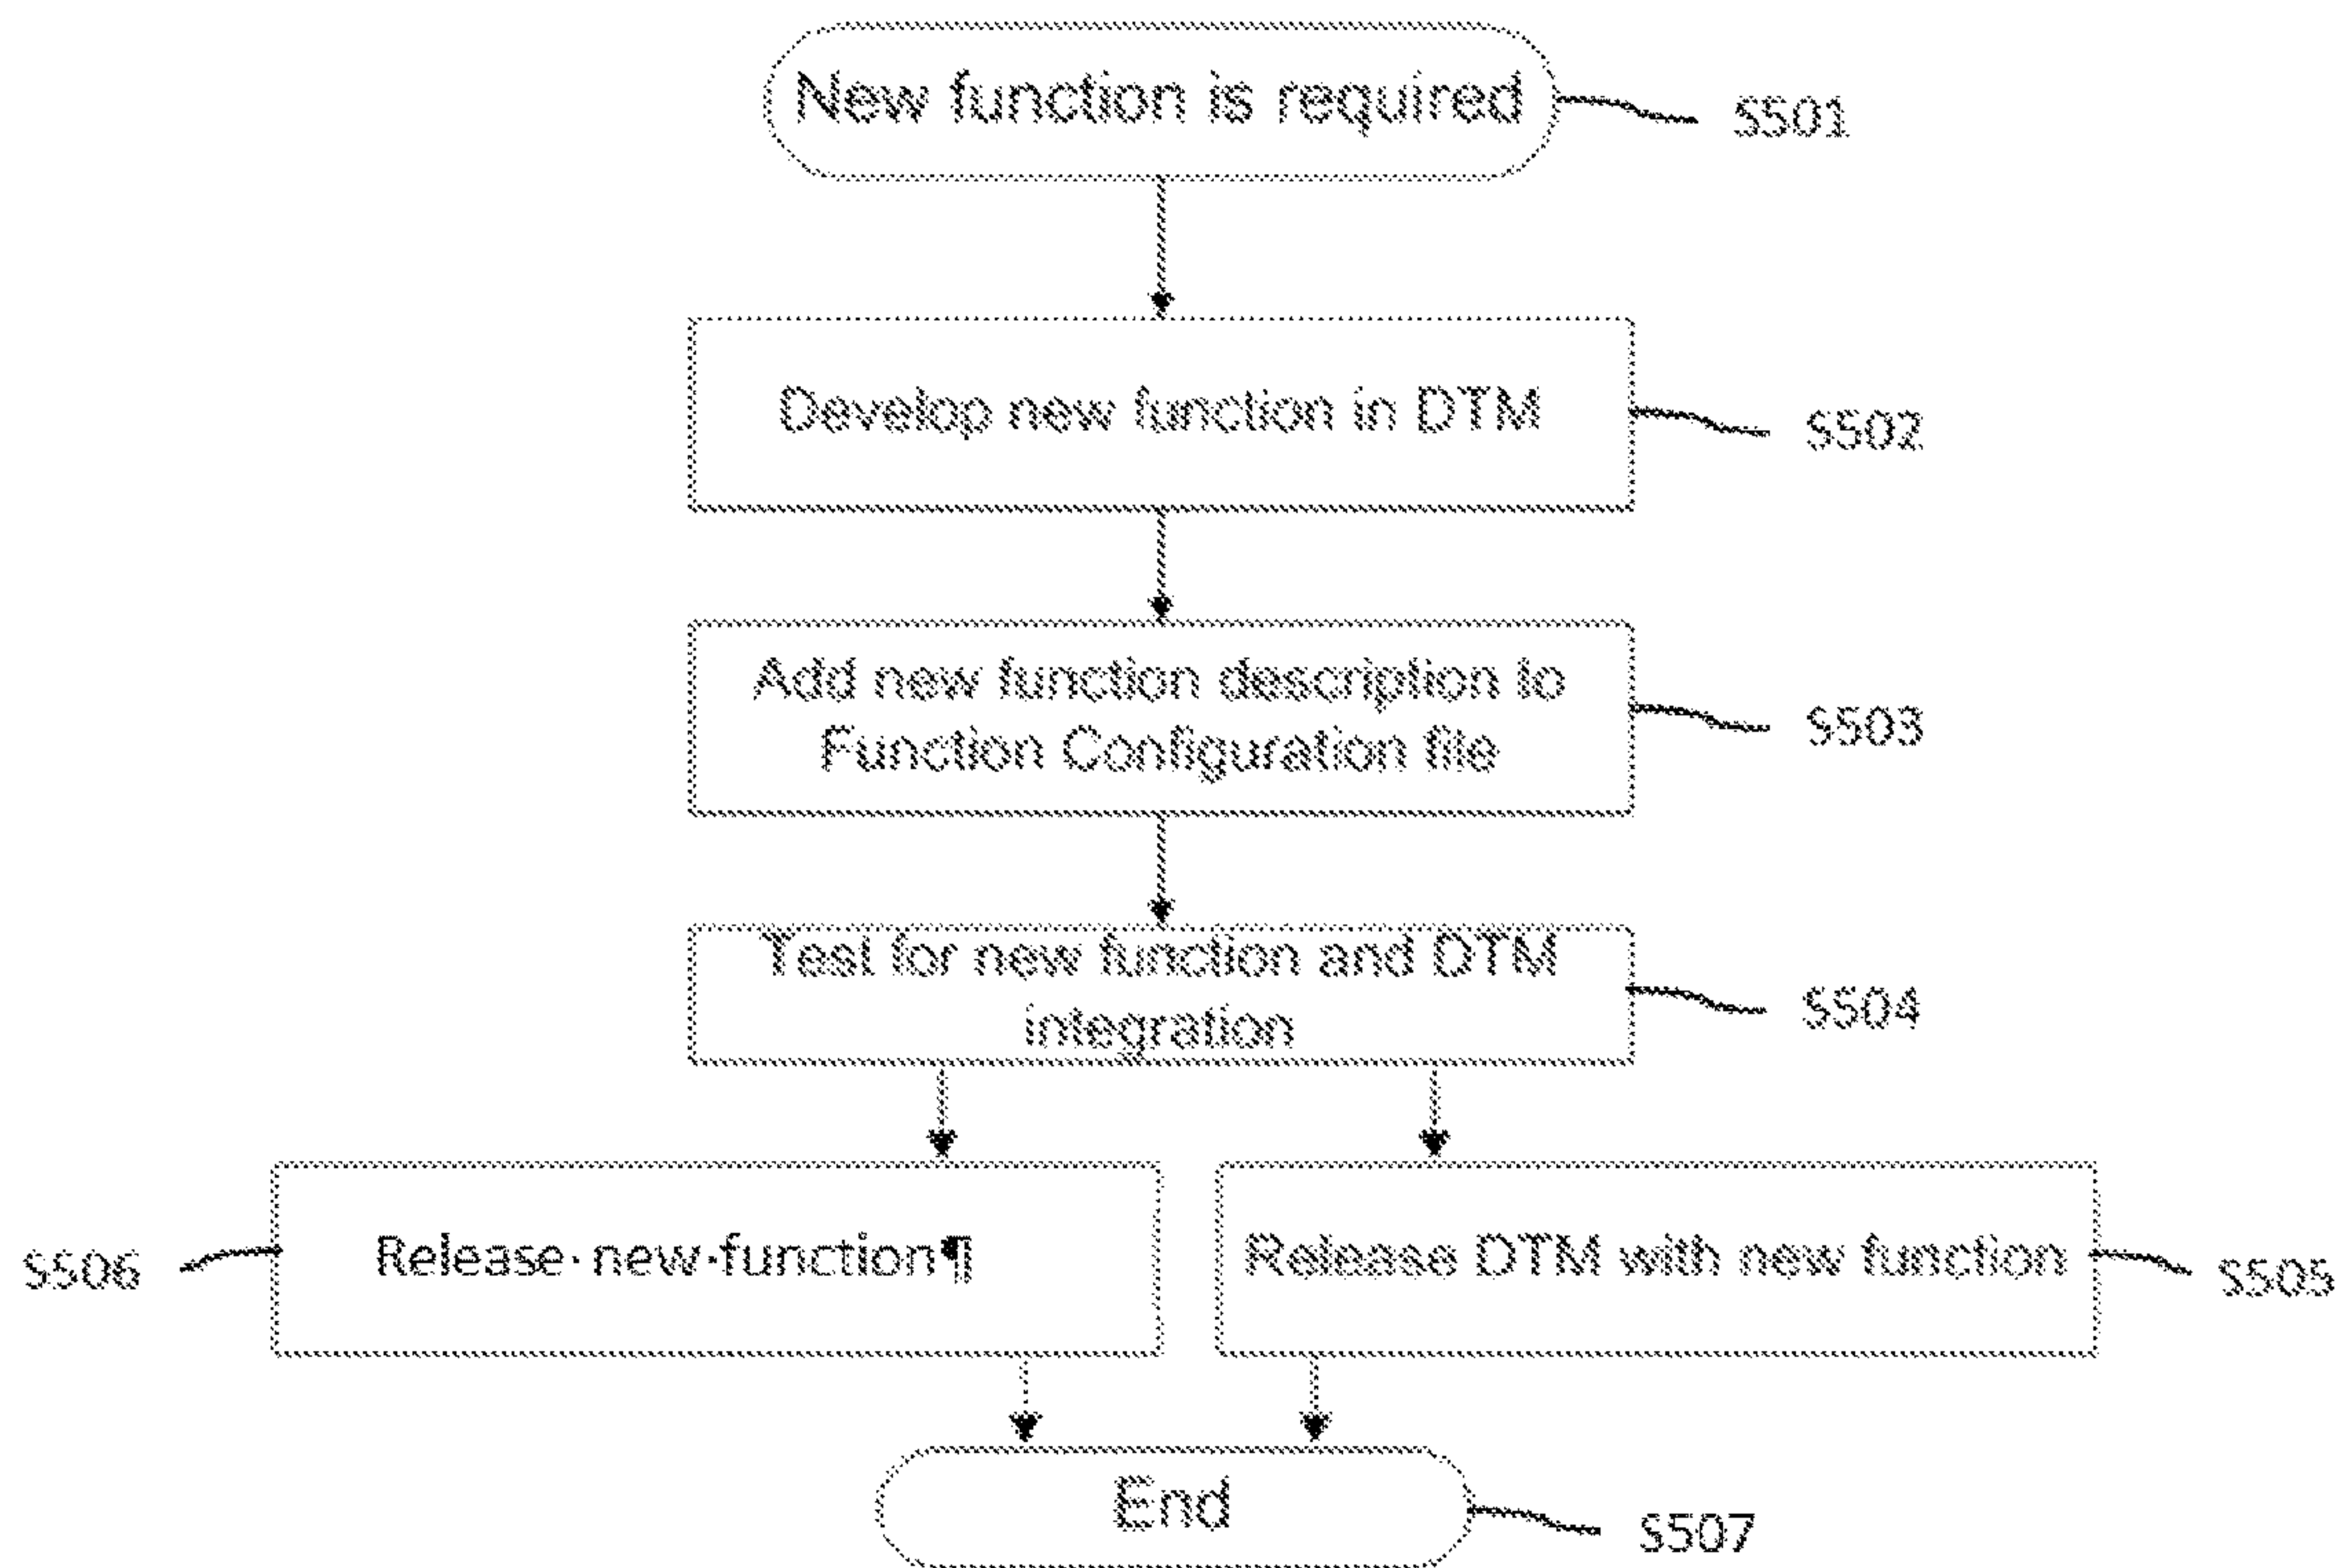 New function is required
S501
Develop new function in DTM
S502
Add new function description to
Function Configuration file
S503
Test for new function and DTM
integration
S504
S506
Release·new·function¶
Release DTM with new function
S505
End
S507